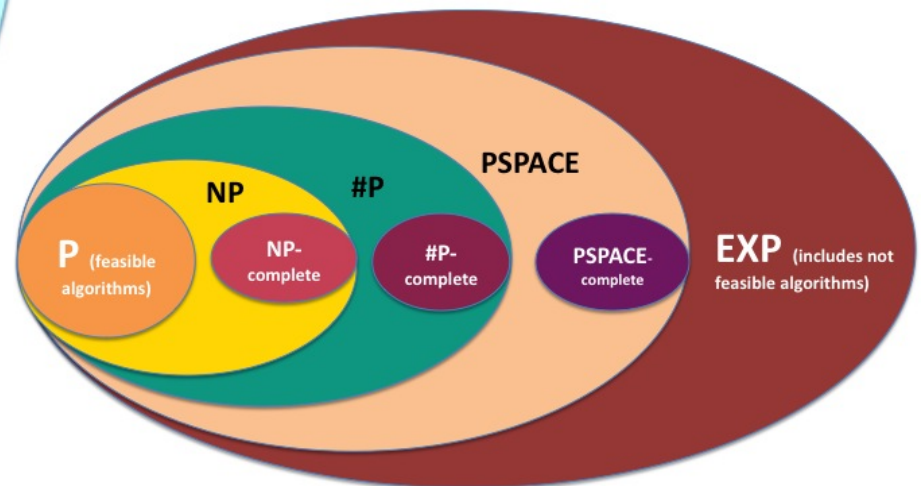 PSPACE
NP
#P
P (feasible
algorithms)
NP-
complete
#P-
complete
PSPACE-
complete
EXP (includes not
feasible algorithms)